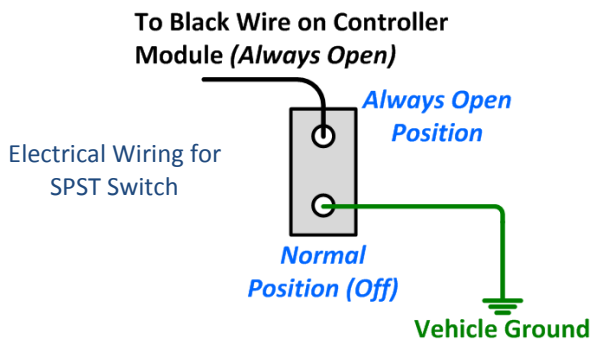 To Black Wire on Controller
Module (Always Open)
Always Open
Position
Electrical Wiring for
SPST Switch
Normal
Position (Off)
Vehicle Ground